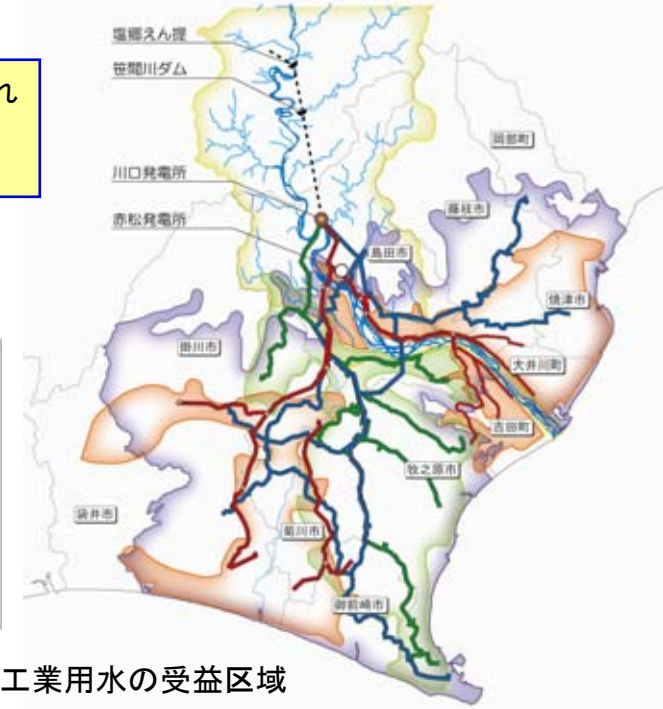 塩郷えん提
れ
笹間川ダム
岡部町
川口発電所
藤枝市
赤松発電所
島田市
焼津市
掛川市
大井川町
吉田町
牧之原市
袋井市
菊川市
御前崎市
工業用水の受益区域